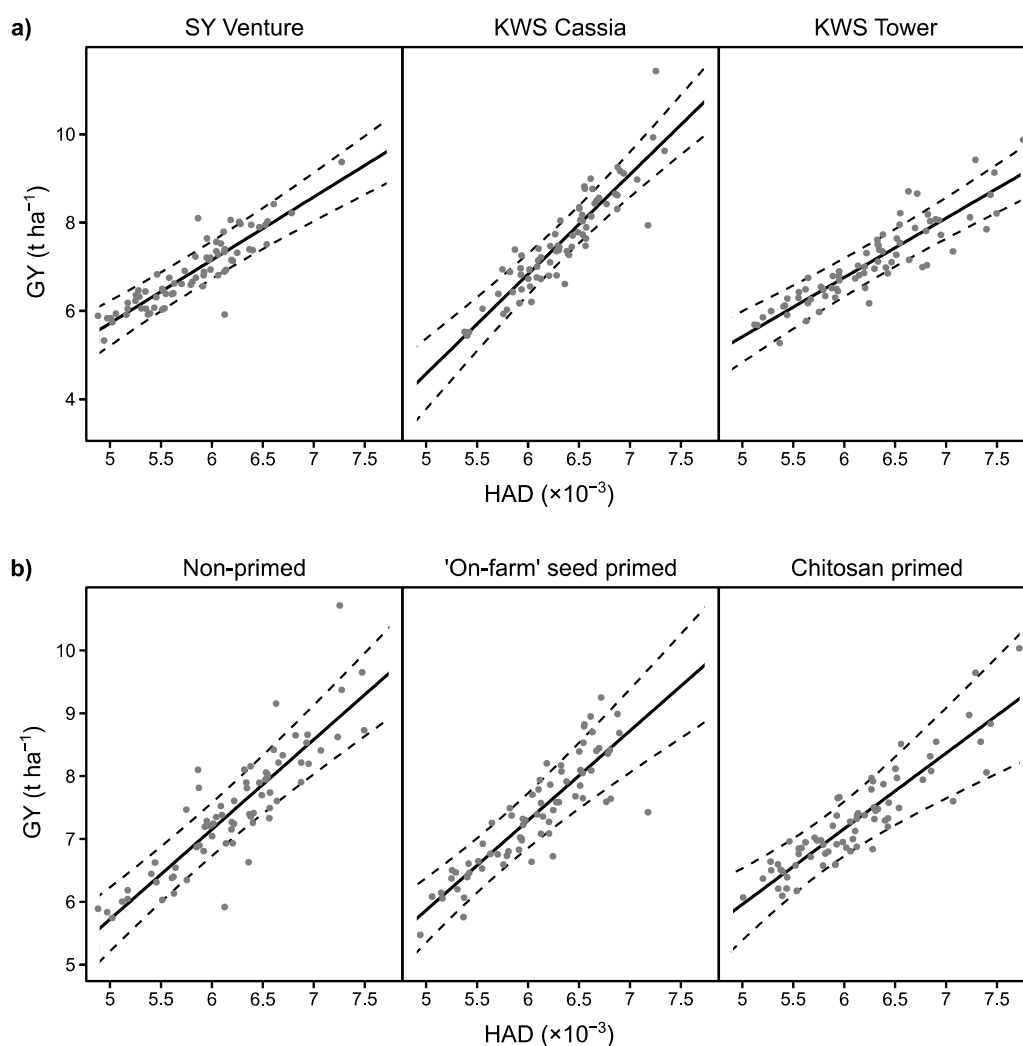 a) SY Venture KWS Cassia KWS Tower
10
8
6
4
GY (t ha⁻¹)
5 5.5 6 6.5 7 7.5 5 5.5 6 6.5 7 7.5 5 5.5 6 6.5 7 7.5
HAD (×10⁻³)
b) Non-primed 'On-farm' seed primed Chitosan primed
10
9
8
7
6
5
GY (t ha⁻¹)
5 5.5 6 6.5 7 7.5 5 5.5 6 6.5 7 7.5 5 5.5 6 6.5 7 7.5
HAD (×10⁻³)